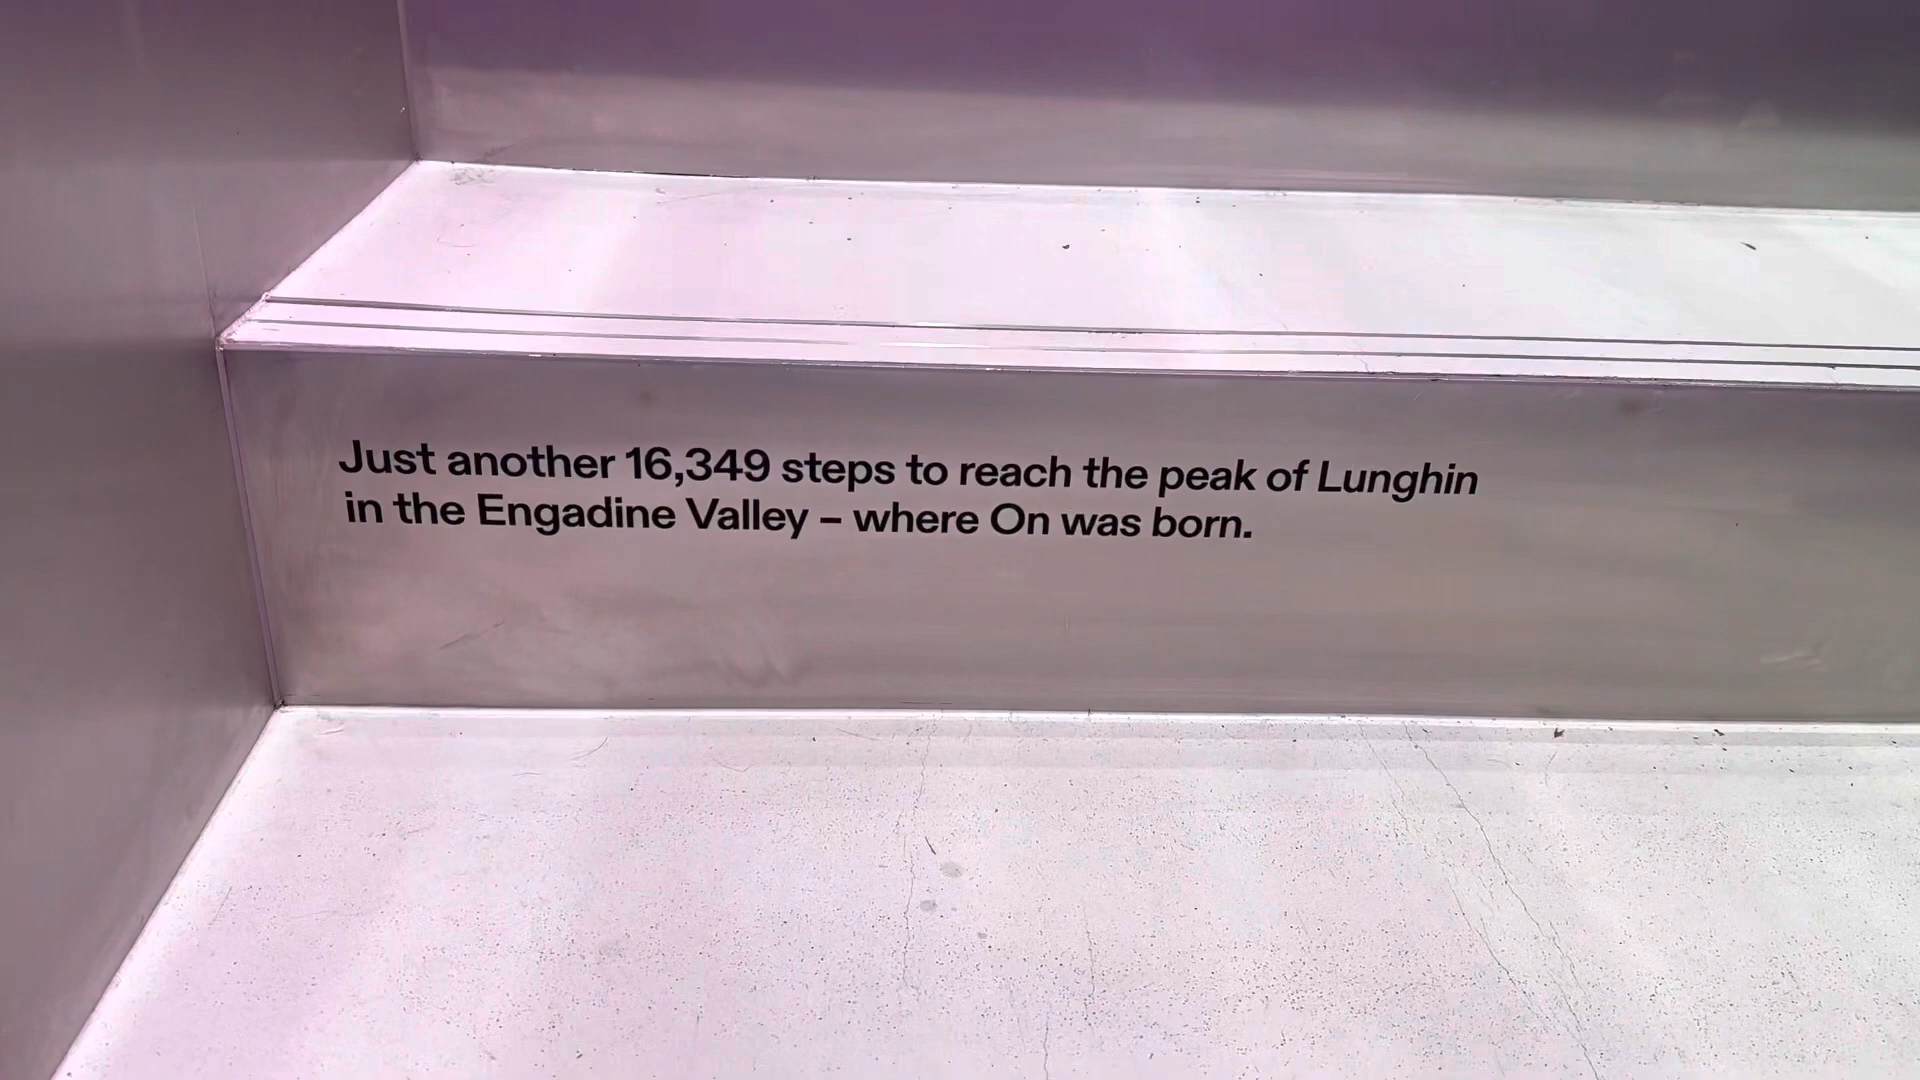 Just another 16,349 steps to reach the peak of Lunghin
in the Engadine Valley – where On was born.